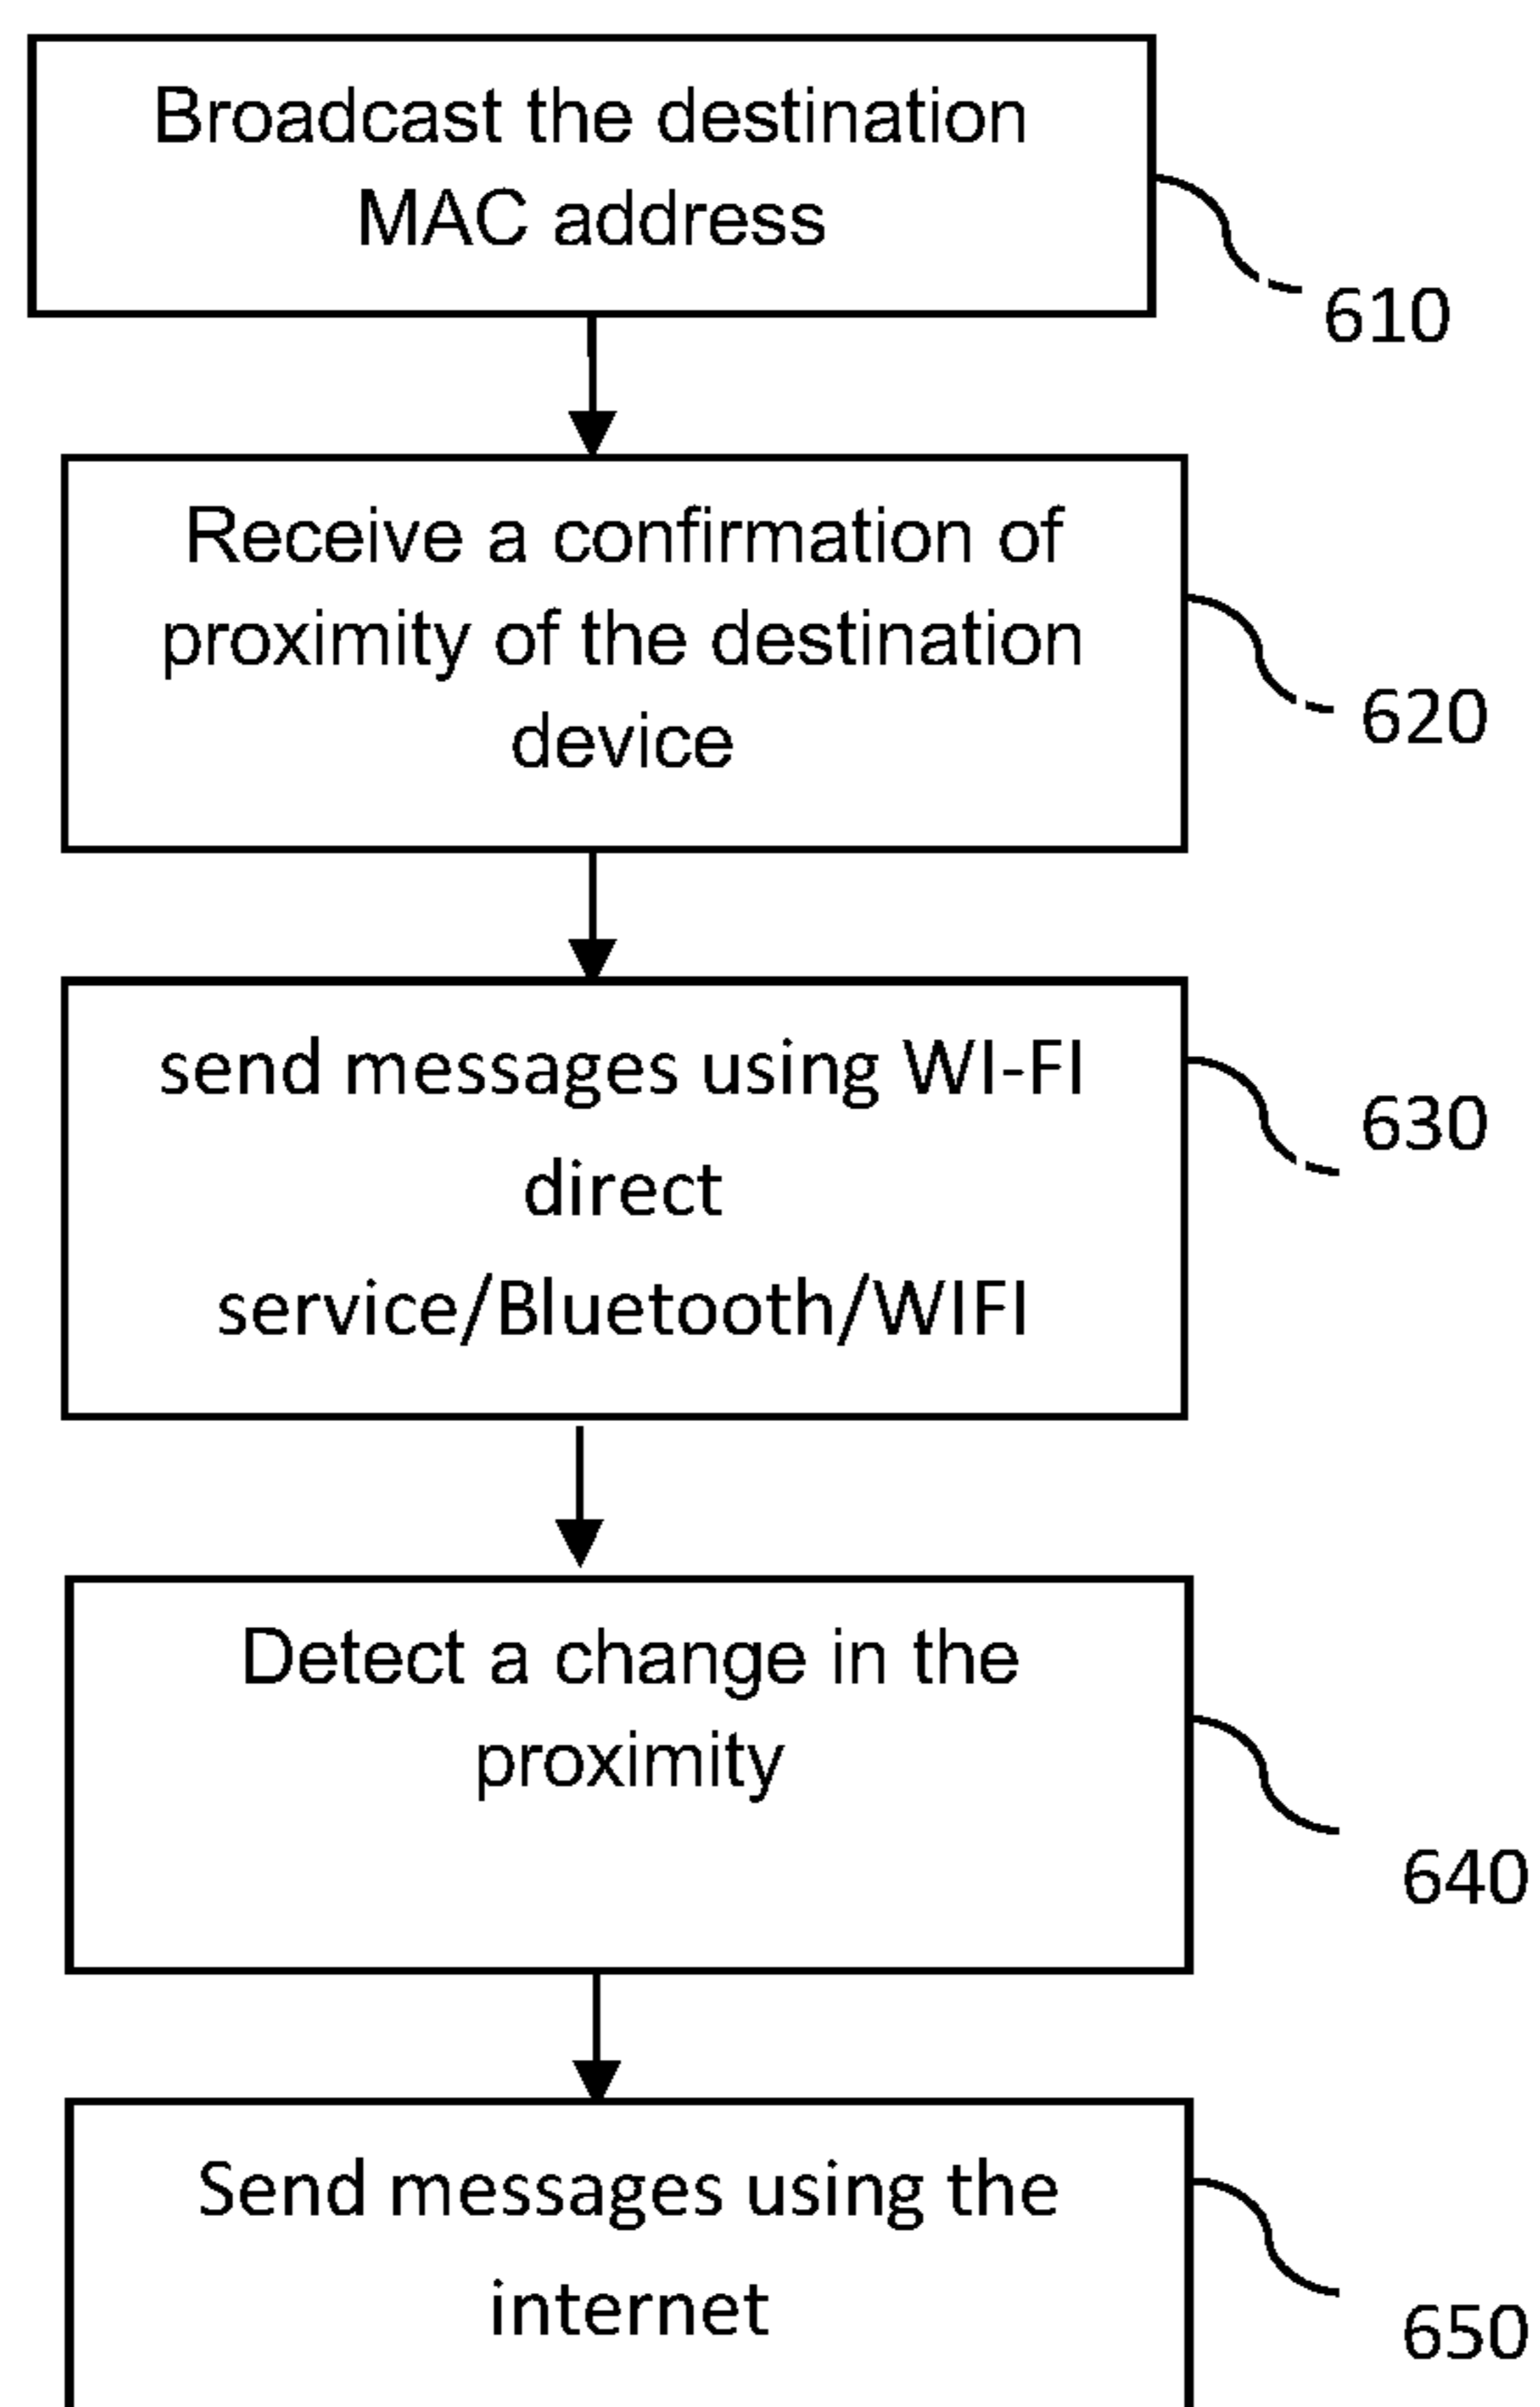 Broadcast the destination
MAC address
610
Receive a confirmation of
proximity of the destination
device
620
send messages using WI-FI
direct
service/Bluetooth/WIFI
630
Detect a change in the
proximity
640
Send messages using the
internet
650